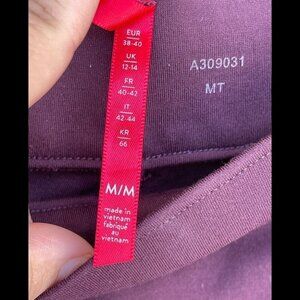 EUR
38-40
UK
12-14
FR
40-42
IT
42-44
KR
66
M/M
made in
vietnam
fabriqué
au
vietnam
A309031
MT